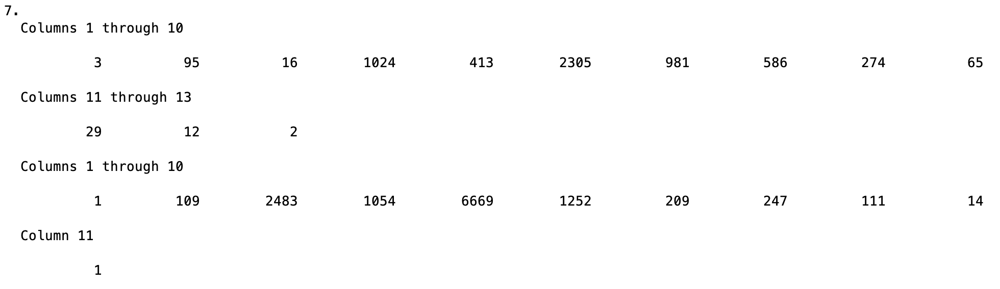 7.
Columns 1 through 10
3 95 16 1024 413 2305 981 586 274 65
Columns 11 through 13
29 12 2
Columns 1 through 10
1 109 2483 1054 6669 1252 209 247 111 14
Column 11
1